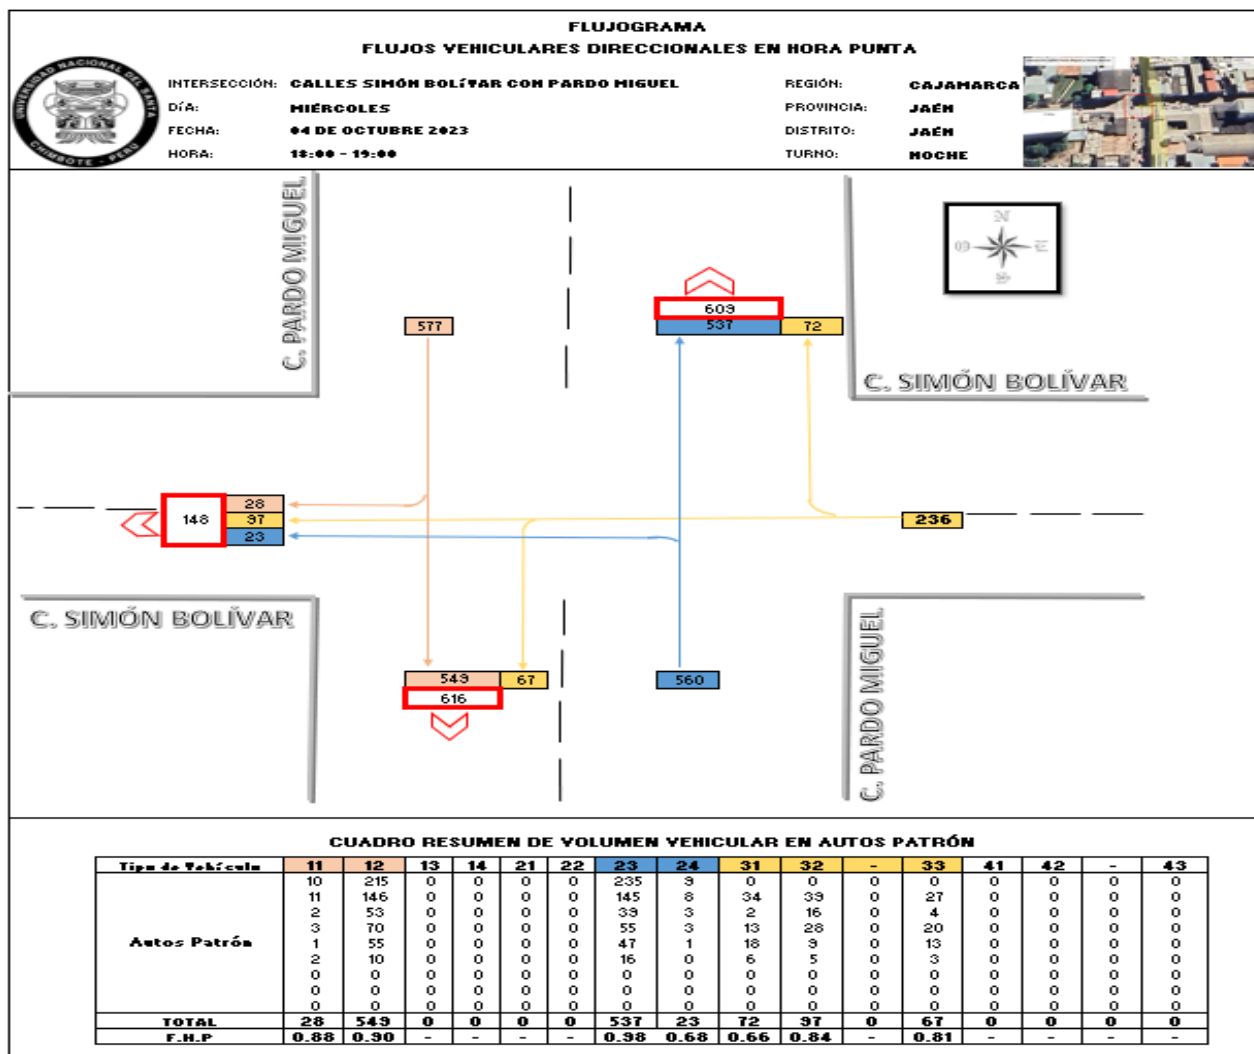 FLUJOGRAMA
FLUJOS VEHICULARES DIRECCIONALES EN HORA PUNTA
UNIVERSIDAD NACIONAL DEL SANTA
CHIMBOTE - PERU
INTERSECCIÓN: CALLES SIMÓN BOLÍVAR CON PARDO MIGUEL REGIÓN: CAJAMARCA
DÍA: MIÉRCOLES PROVINCIA: JAÉN
FECHA: 04 DE OCTUBRE 2023 DISTRITO: JAÉN
HORA: 18:00 - 19:00 TURNO: NOCHE
C. PARDO MIGUEL
N
O E
S
609
577 537 72
C. SIMÓN BOLÍVAR
28
148 97 236
23
C. SIMÓN BOLÍVAR
C. PARDO MIGUEL
549 67 560
616
CUADRO RESUMEN DE VOLUMEN VEHICULAR EN AUTOS PATRÓN
Tipo de Vehículo 11 12 13 14 21 22 23 24 31 32 - 33 41 42 - 43
10 215 0 0 0 0 235 9 0 0 0 0 0 0 0 0
11 146 0 0 0 0 145 8 34 39 0 27 0 0 0 0
2 53 0 0 0 0 39 3 2 16 0 4 0 0 0 0
3 70 0 0 0 0 55 3 13 28 0 20 0 0 0 0
Autos Patrón 1 55 0 0 0 0 47 1 18 9 0 13 0 0 0 0
2 10 0 0 0 0 16 0 6 5 0 3 0 0 0 0
0 0 0 0 0 0 0 0 0 0 0 0 0 0 0 0
0 0 0 0 0 0 0 0 0 0 0 0 0 0 0 0
0 0 0 0 0 0 0 0 0 0 0 0 0 0 0 0
TOTAL 28 549 0 0 0 0 537 23 72 97 0 67 0 0 0 0
F.H.P 0.88 0.90 - - - - 0.98 0.68 0.66 0.84 - 0.81 - - - -